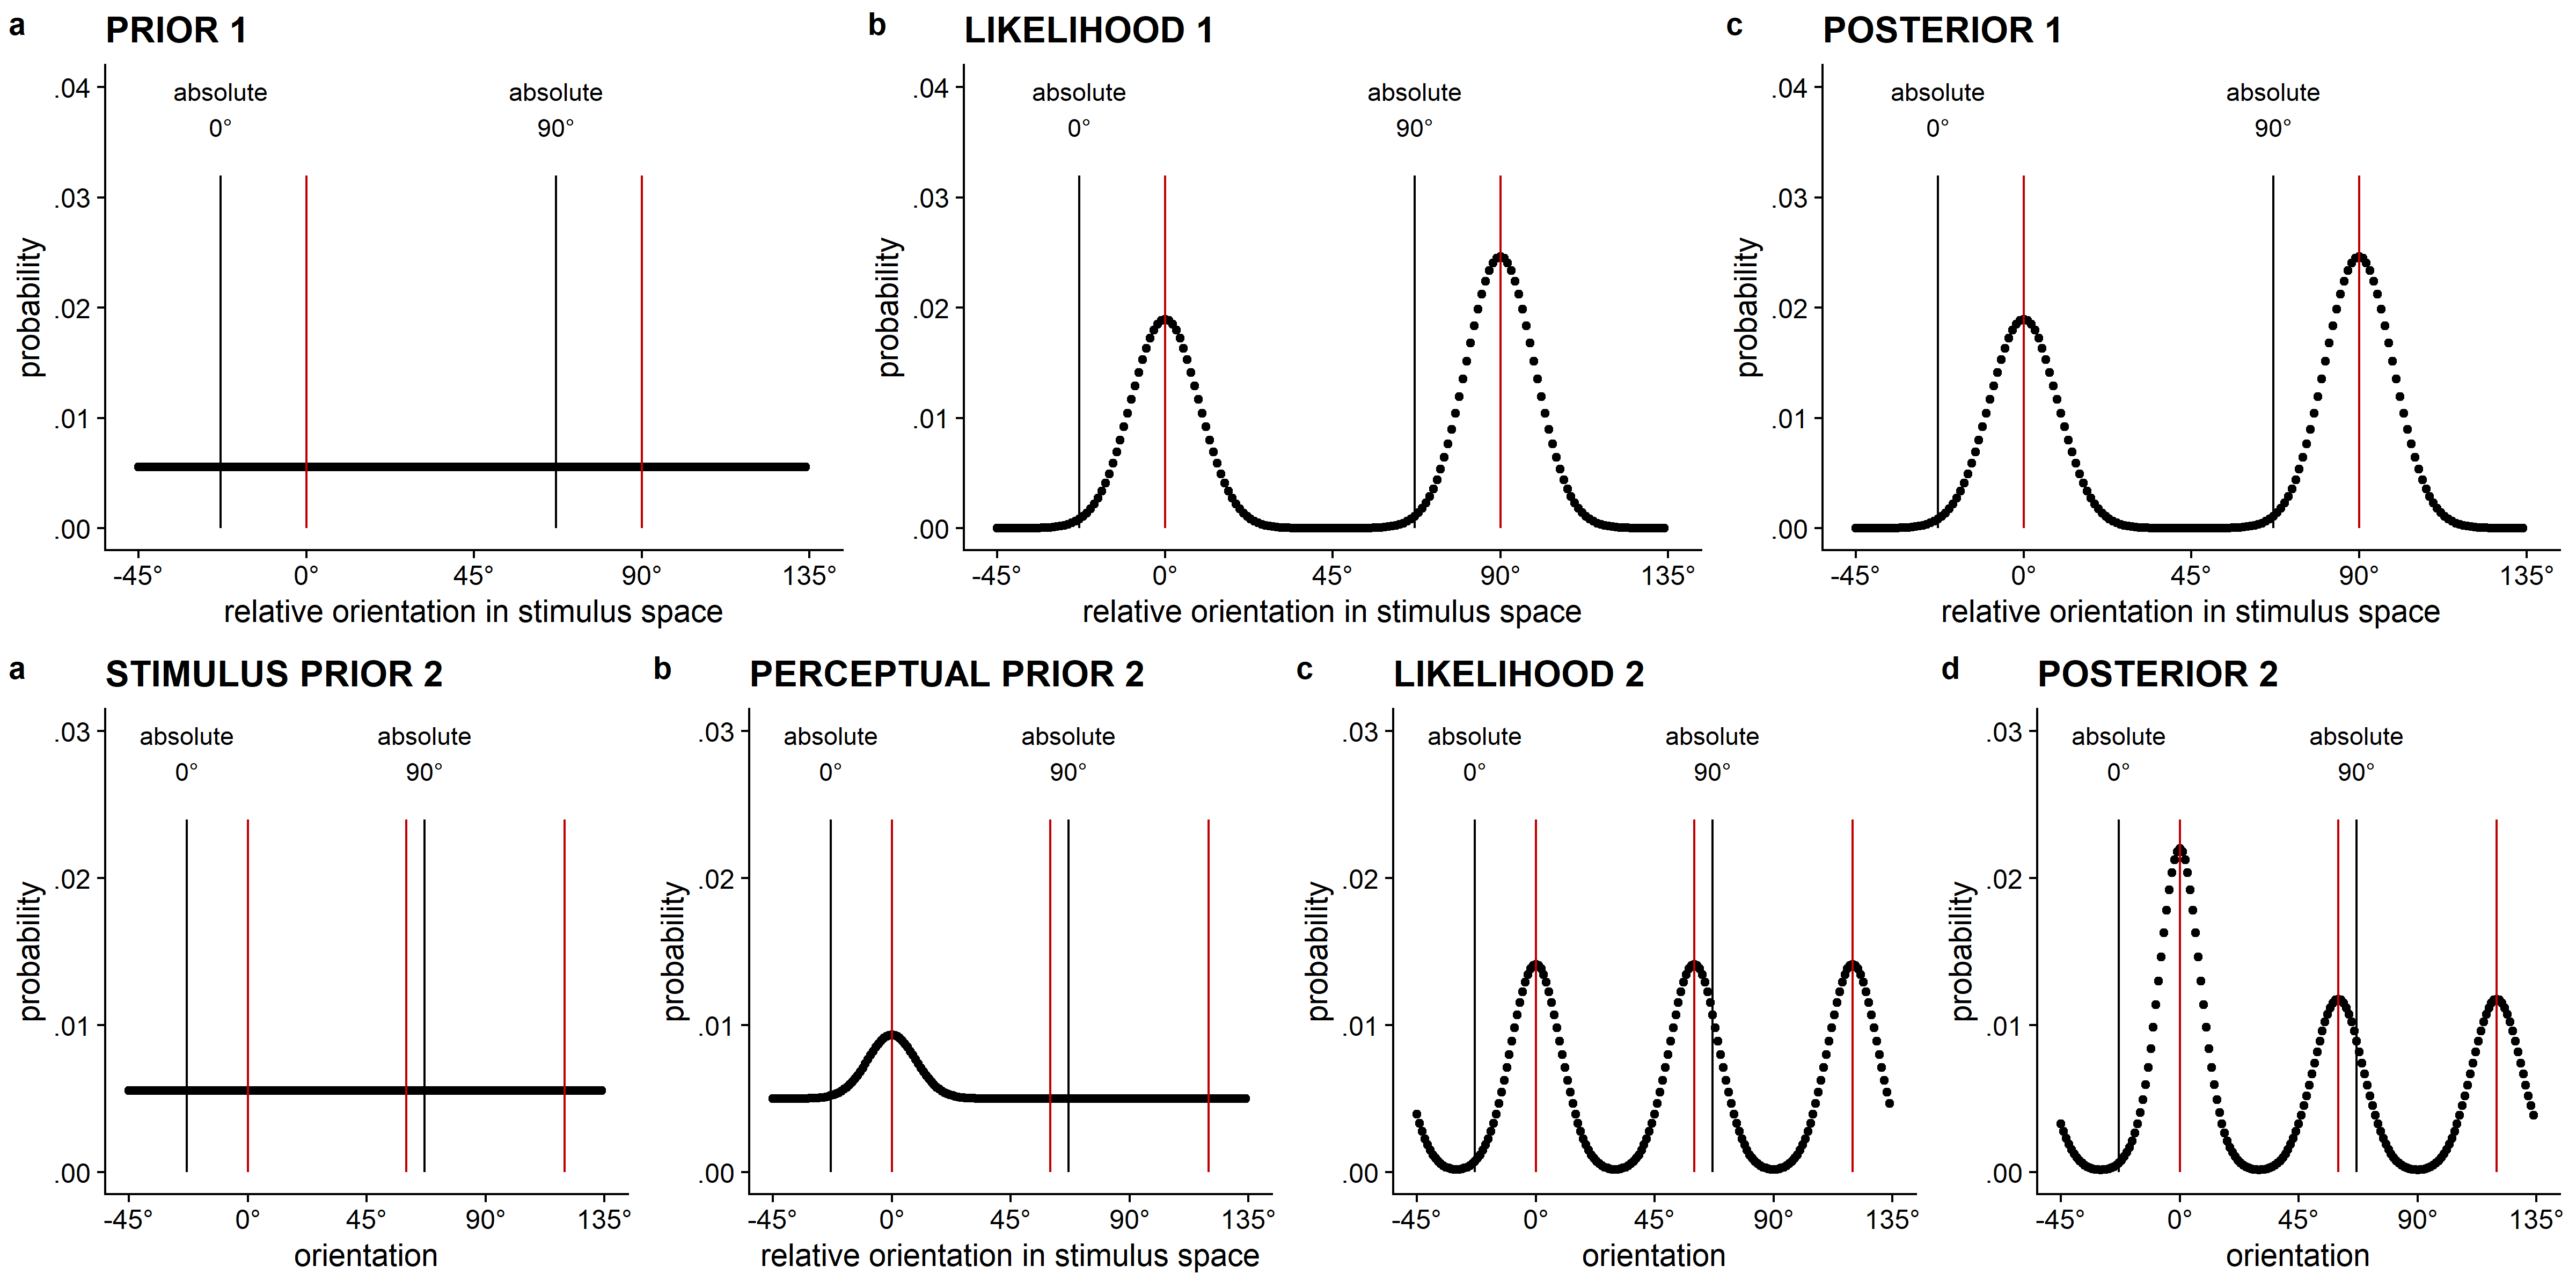 a PRIOR 1
absolute absolute
0° 90°
.04
.03
.02
.01
.00
probability
-45° 0° 45° 90° 135°
relative orientation in stimulus space
b LIKELIHOOD 1
absolute absolute
0° 90°
.04
.03
.02
.01
.00
probability
-45° 0° 45° 90° 135°
relative orientation in stimulus space
c POSTERIOR 1
absolute absolute
0° 90°
.04
.03
.02
.01
.00
probability
-45° 0° 45° 90° 135°
relative orientation in stimulus space
a STIMULUS PRIOR 2
absolute absolute
0° 90°
.03
.02
.01
.00
probability
-45° 0° 45° 90° 135°
orientation
b PERCEPTUAL PRIOR 2
absolute absolute
0° 90°
.03
.02
.01
.00
probability
-45° 0° 45° 90° 135°
relative orientation in stimulus space
c LIKELIHOOD 2
absolute absolute
0° 90°
.03
.02
.01
.00
probability
-45° 0° 45° 90° 135°
orientation
d POSTERIOR 2
absolute absolute
0° 90°
.03
.02
.01
.00
probability
-45° 0° 45° 90° 135°
orientation